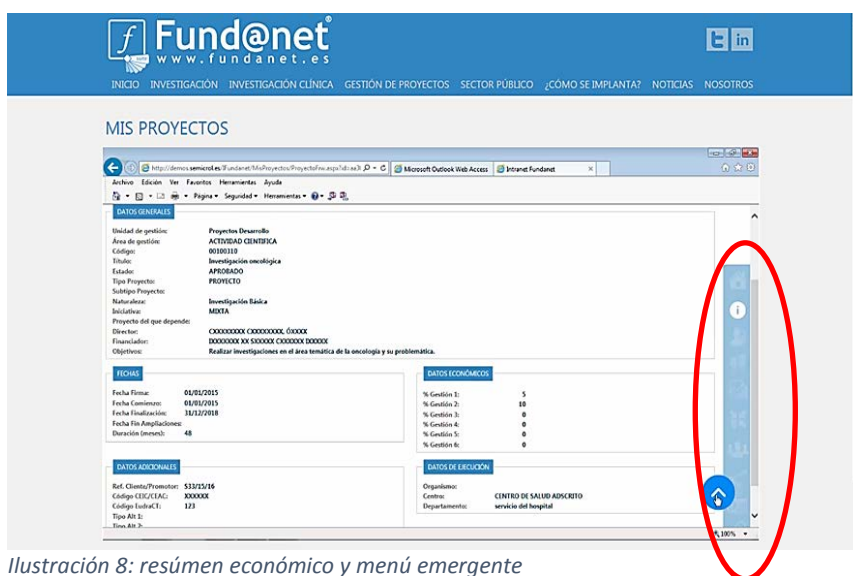 Fund@net®
www.fundanet.es
INICIO INVESTIGACIÓN INVESTIGACIÓN CLÍNICA GESTIÓN DE PROYECTOS SECTOR PÚBLICO ¿CÓMO SE IMPLANTA? NOTICIAS NOSOTROS
MIS PROYECTOS
Microsoft Outlook Web Access Intranet Fundanet
Archivo Edición Ver Favoritos Herramientas Ayuda
Página Seguridad Herramientas
DATOS GENERALES
Unidad de gestión: Proyectos Desarrollo
Área de gestión: ACTIVIDAD CIENTIFICA
Código: 00100310
Título: Investigación oncológica
Estado: APROBADO
Tipo Proyecto: PROYECTO
Subtipo Proyecto:
Naturaleza: Investigación Básica
Iniciativa: MIXTA
Proyecto del que depende:
Director:
Financiador:
Objetivos: Realizar investigaciones en el área temática de la oncología y su problemática.
FECHAS DATOS ECONÓMICOS
Fecha Firma: 01/01/2015 % Gestión 1: 5
Fecha Comienzo: 01/01/2015 % Gestión 2: 10
Fecha Finalización: 31/12/2018 % Gestión 3: 0
Fecha Fin Ampliaciones: % Gestión 4: 0
Duración (meses): 48 % Gestión 5: 0
% Gestión 6: 0
DATOS ADICIONALES DATOS DE EJECUCIÓN
Ref. Cliente/Promotor: 533/15/16 Organismo:
Código CEIC/CEAC: XXXXXX Centro: CENTRO DE SALUD ADSCRITO
Código EudraCT: 123 Departamento: servicio del hospital
Tipo Alt 1:
Tipo Alt 2:
100%
Ilustración 8: resúmen económico y menú emergente